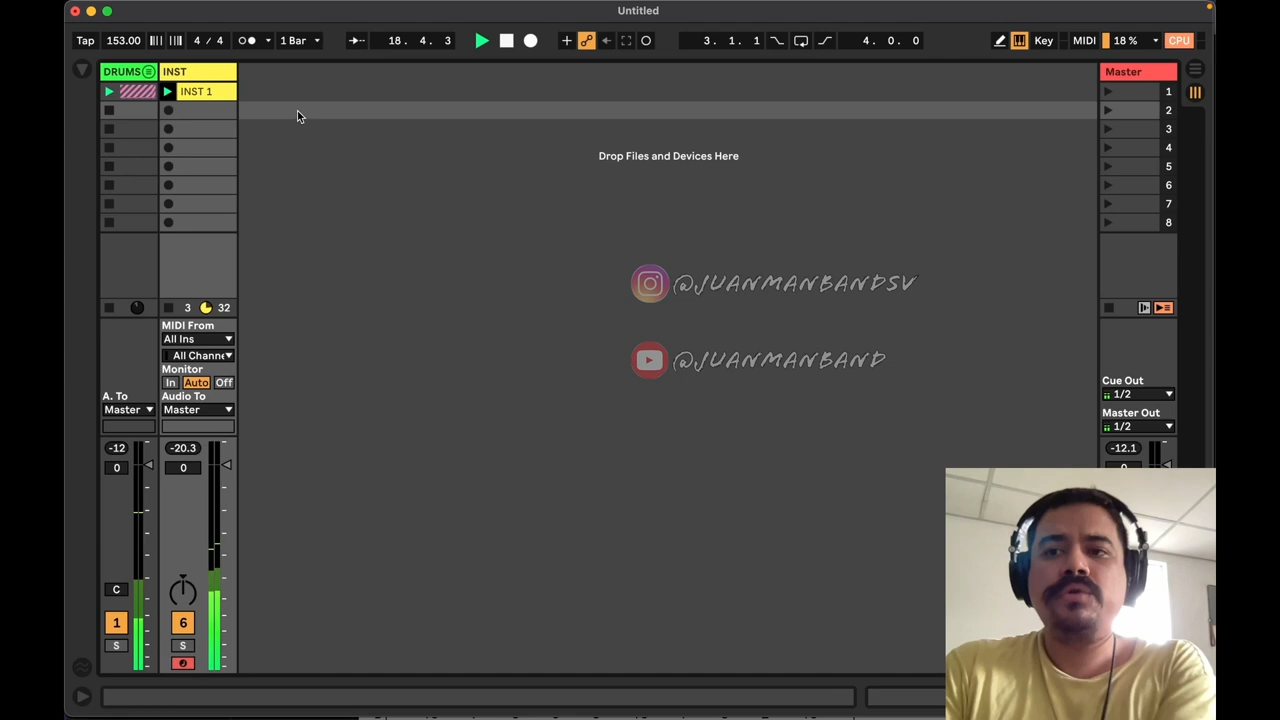 Untitled
Tap 153.00 4 / 4 1 Bar 18. 4. 3 3. 1. 1 4. 0. 0 Key MIDI 18 % CPU
DRUMS INST Master
INST 1 1
2
3
4
5
6
7
8
Drop Files and Devices Here
@JUANMANBANDSV
@JUANMANBAND
3 32
MIDI From
All Ins
All Channe
Monitor
In Auto Off
A. To Audio To
Master Master
Cue Out
1/2
Master Out
1/2
-12 -20.3 -12.1
0 0
C
1 6
S S